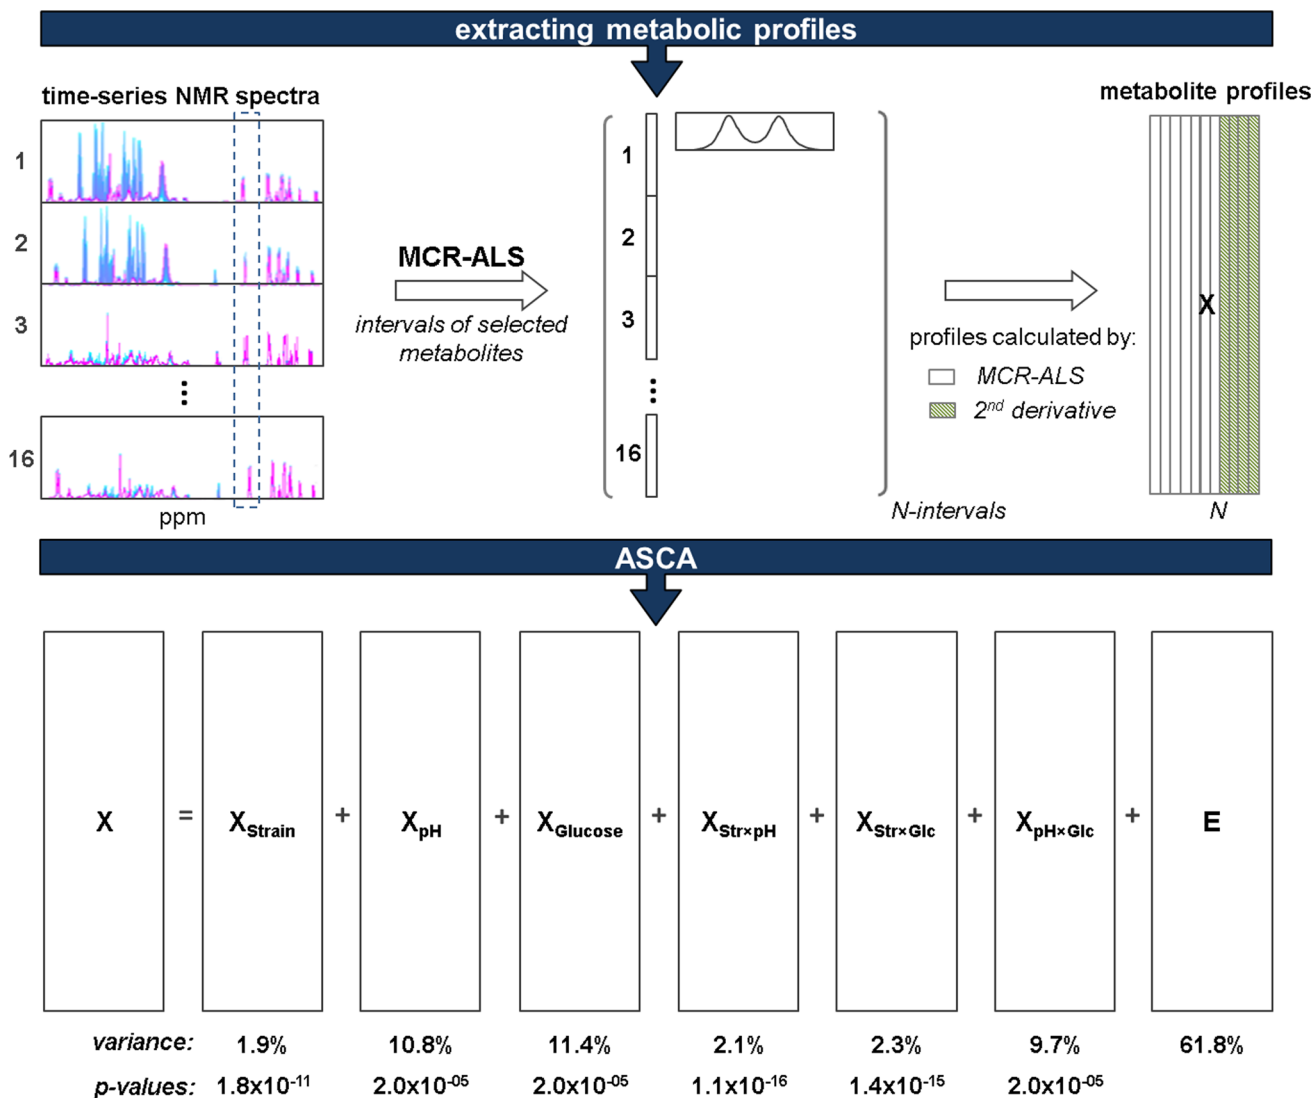 extracting metabolic profiles
time-series NMR spectra
metabolite profiles
1
2
3
⋮
16
ppm
MCR-ALS
intervals of selected
metabolites
1
2
3
⋮
16
N-intervals
profiles calculated by:
MCR-ALS
2nd derivative
X
N
ASCA
X = XStrain + XpH + XGlucose + XStr×pH + XStr×Glc + XpH×Glc + E
variance: 1.9% 10.8% 11.4% 2.1% 2.3% 9.7% 61.8%
p-values: 1.8x10-11 2.0x10-05 2.0x10-05 1.1x10-16 1.4x10-15 2.0x10-05